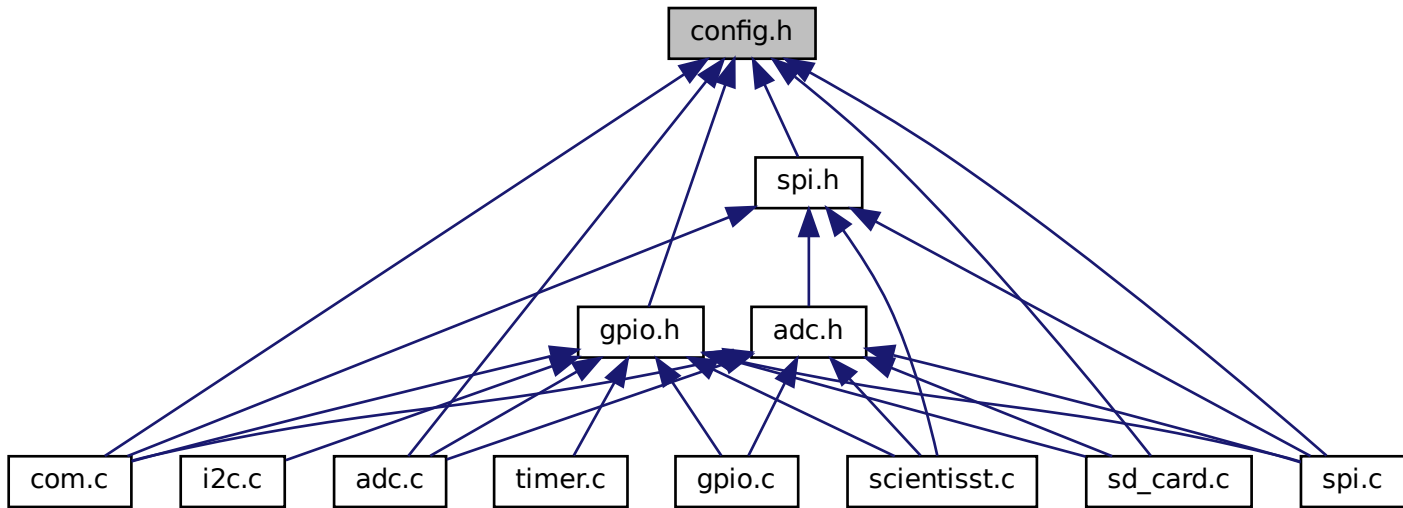 config.h
spi.h
gpio.h
adc.h
com.c
i2c.c
adc.c
timer.c
gpio.c
scientisst.c
sd_card.c
spi.c